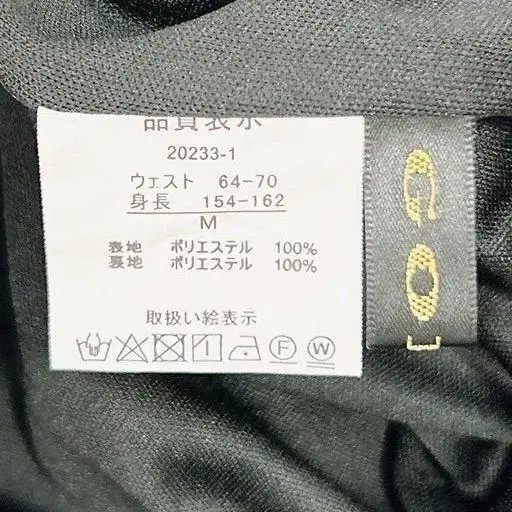 品質表示
20233-1
ウェスト 64-70
身長 154-162
M
表地 ポリエステル 100%
裏地 ポリエステル 100%
取扱い絵表示
F W
G O